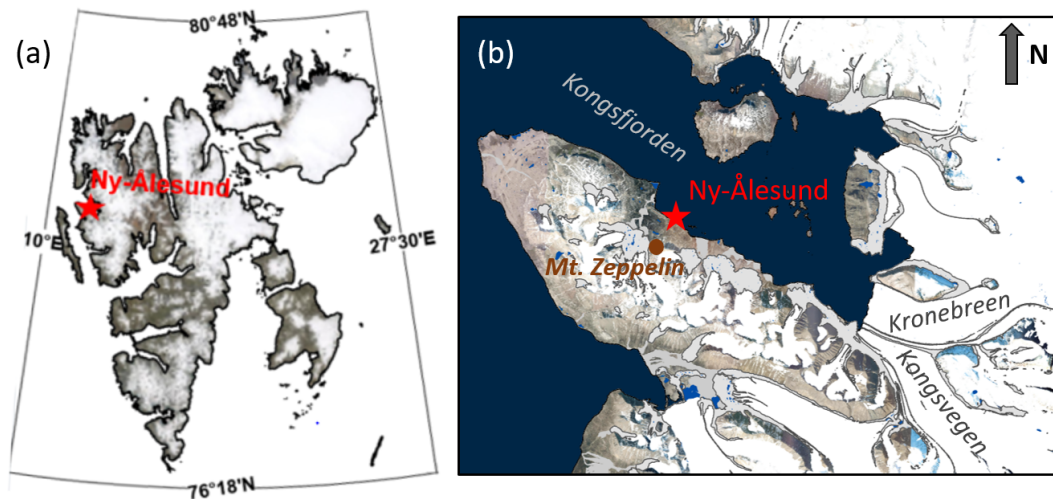 (a)
80°48'N
Ny-Ålesund
10°E
27°30'E
76°18'N
(b)
N
Kongsfjorden
Ny-Ålesund
Mt. Zeppelin
Kronebreen
Kongsvegen